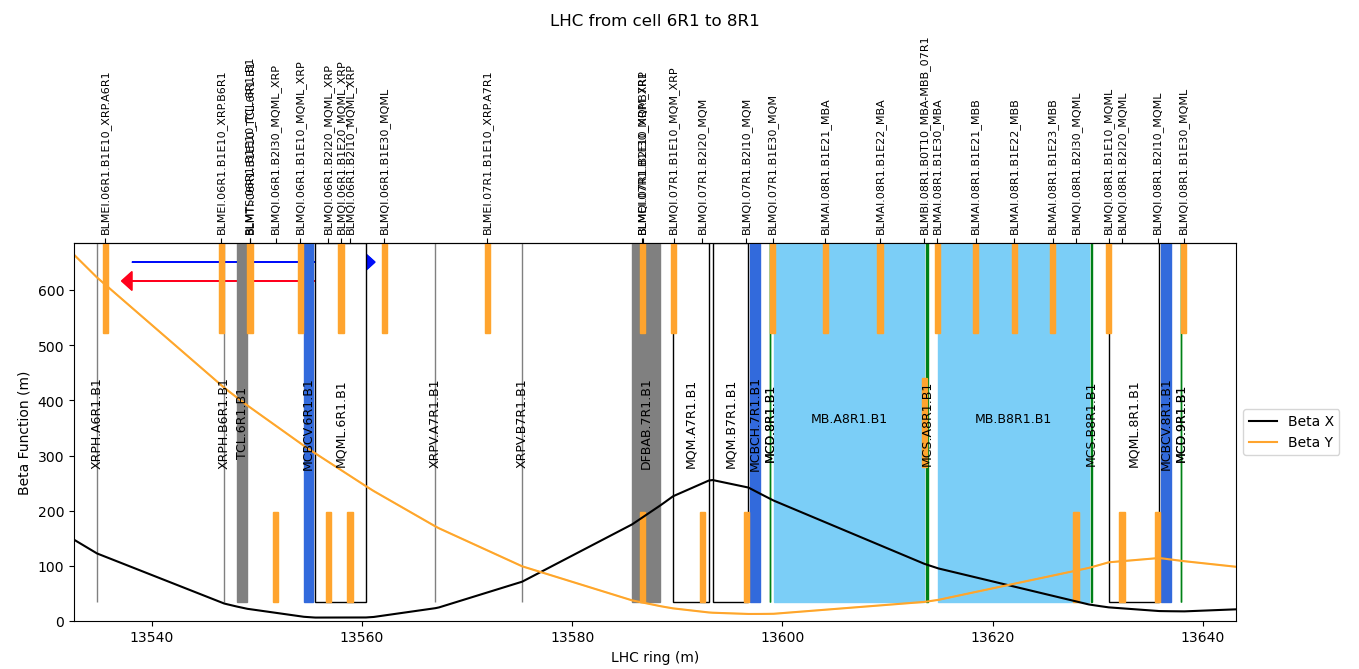 LHC from cell 6R1 to 8R1
BLMEI.06R1.B1E10_XRP.A6R1
BLMEI.06R1.B1E10_XRP.B6R1
BLMQI.06R1.B2I30_MQML_XRP
BLMQI.06R1.B1E10_MQML_XRP
BLMQI.06R1.B2I20_MQML_XRP
BLMQI.06R1.B1E20_MQML_XRP
BLMQI.06R1.B2I10_MQML_XRP
BLMQI.06R1.B1E30_MQML
BLMEI.07R1.B1E10_XRP.A7R1
BLMQI.07R1.B1E10_MQM_XRP
BLMQI.07R1.B2I20_MQM
BLMQI.07R1.B2I10_MQM
BLMQI.07R1.B1E30_MQM
BLMAI.08R1.B1E21_MBA
BLMAI.08R1.B1E22_MBA
BLMBI.08R1.B0T10_MBA-MBB_07R1
BLMAI.08R1.B1E30_MBA
BLMAI.08R1.B1E21_MBB
BLMAI.08R1.B1E22_MBB
BLMAI.08R1.B1E23_MBB
BLMQI.08R1.B2I30_MQML
BLMQI.08R1.B1E10_MQML
BLMQI.08R1.B2I20_MQML
BLMQI.08R1.B2I10_MQML
BLMQI.08R1.B1E30_MQML
XRPH.A6R1.B1
XRPH.B6R1.B1
TCL.6R1.B1
MCBCV.6R1.B1
MQML.6R1.B1
XRPV.A7R1.B1
XRPV.B7R1.B1
DFBAB.7R1.B1
MQM.A7R1.B1
MQM.B7R1.B1
MCBCH.7R1.B1
MCD.8R1.B1
MB.A8R1.B1
MCS.A8R1.B1
MB.B8R1.B1
MCS.B8R1.B1
MQML.8R1.B1
MCBCV.8R1.B1
MCD.9R1.B1
Beta Function (m)
600
500
400
300
200
100
0
13540
13560
13580
13600
13620
13640
LHC ring (m)
Beta X
Beta Y